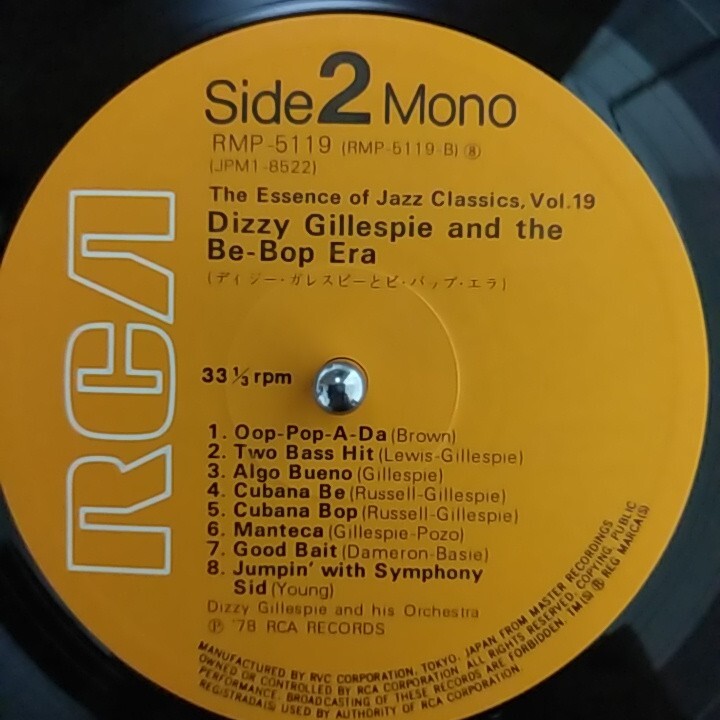 Side 2 Mono
RMP-5119 (RMP-5119-B) ⑧
(JPM1-8522)
The Essence of Jazz Classics, Vol.19
Dizzy Gillespie and the
Be-Bop Era
(ディジー・ガレスピーとビ・バップ・エラ)
RCA
33 1/3 rpm
1. Oop-Pop-A-Da (Brown)
2. Two Bass Hit (Lewis-Gillespie)
3. Algo Bueno (Gillespie)
4. Cubana Be (Russell-Gillespie)
5. Cubana Bop (Russell-Gillespie)
6. Manteca (Gillespie-Pozo)
7. Good Bait (Dameron-Basie)
8. Jumpin' with Symphony
Sid (Young)
Dizzy Gillespie and his Orchestra
℗ '78 RCA RECORDS
MANUFACTURED BY RVC CORPORATION, TOKYO, JAPAN FROM MASTER RECORDINGS
OWNED OR CONTROLLED BY RCA CORPORATION. ALL RIGHTS RESERVED, COPYING, PUBLIC
PERFORMANCE, BROADCASTING OF THESE RECORDS ARE FORBIDDEN. TM(S) ® REG MARCA(S)
REGISTRADA(S) USED BY AUTHORITY OF RCA CORPORATION.